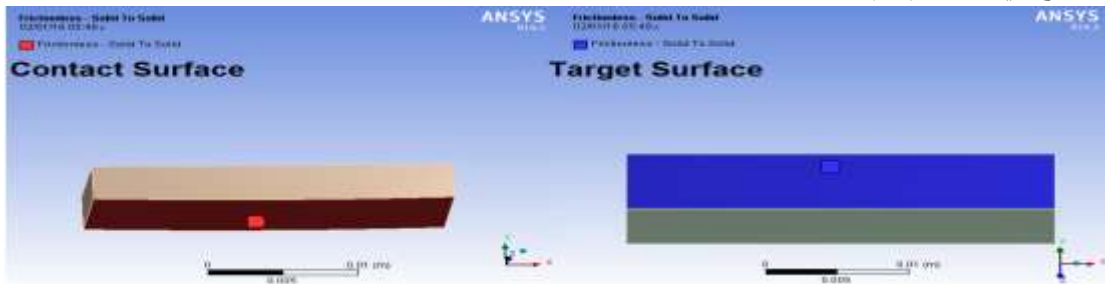 Frictionless - Solid To Solid
ANSYS
Frictionless - Solid To Solid
Contact Surface
0
0.01 (m)
0.005
Frictionless - Solid To Solid
ANSYS
Frictionless - Solid To Solid
Target Surface
0
0.01 (m)
0.005